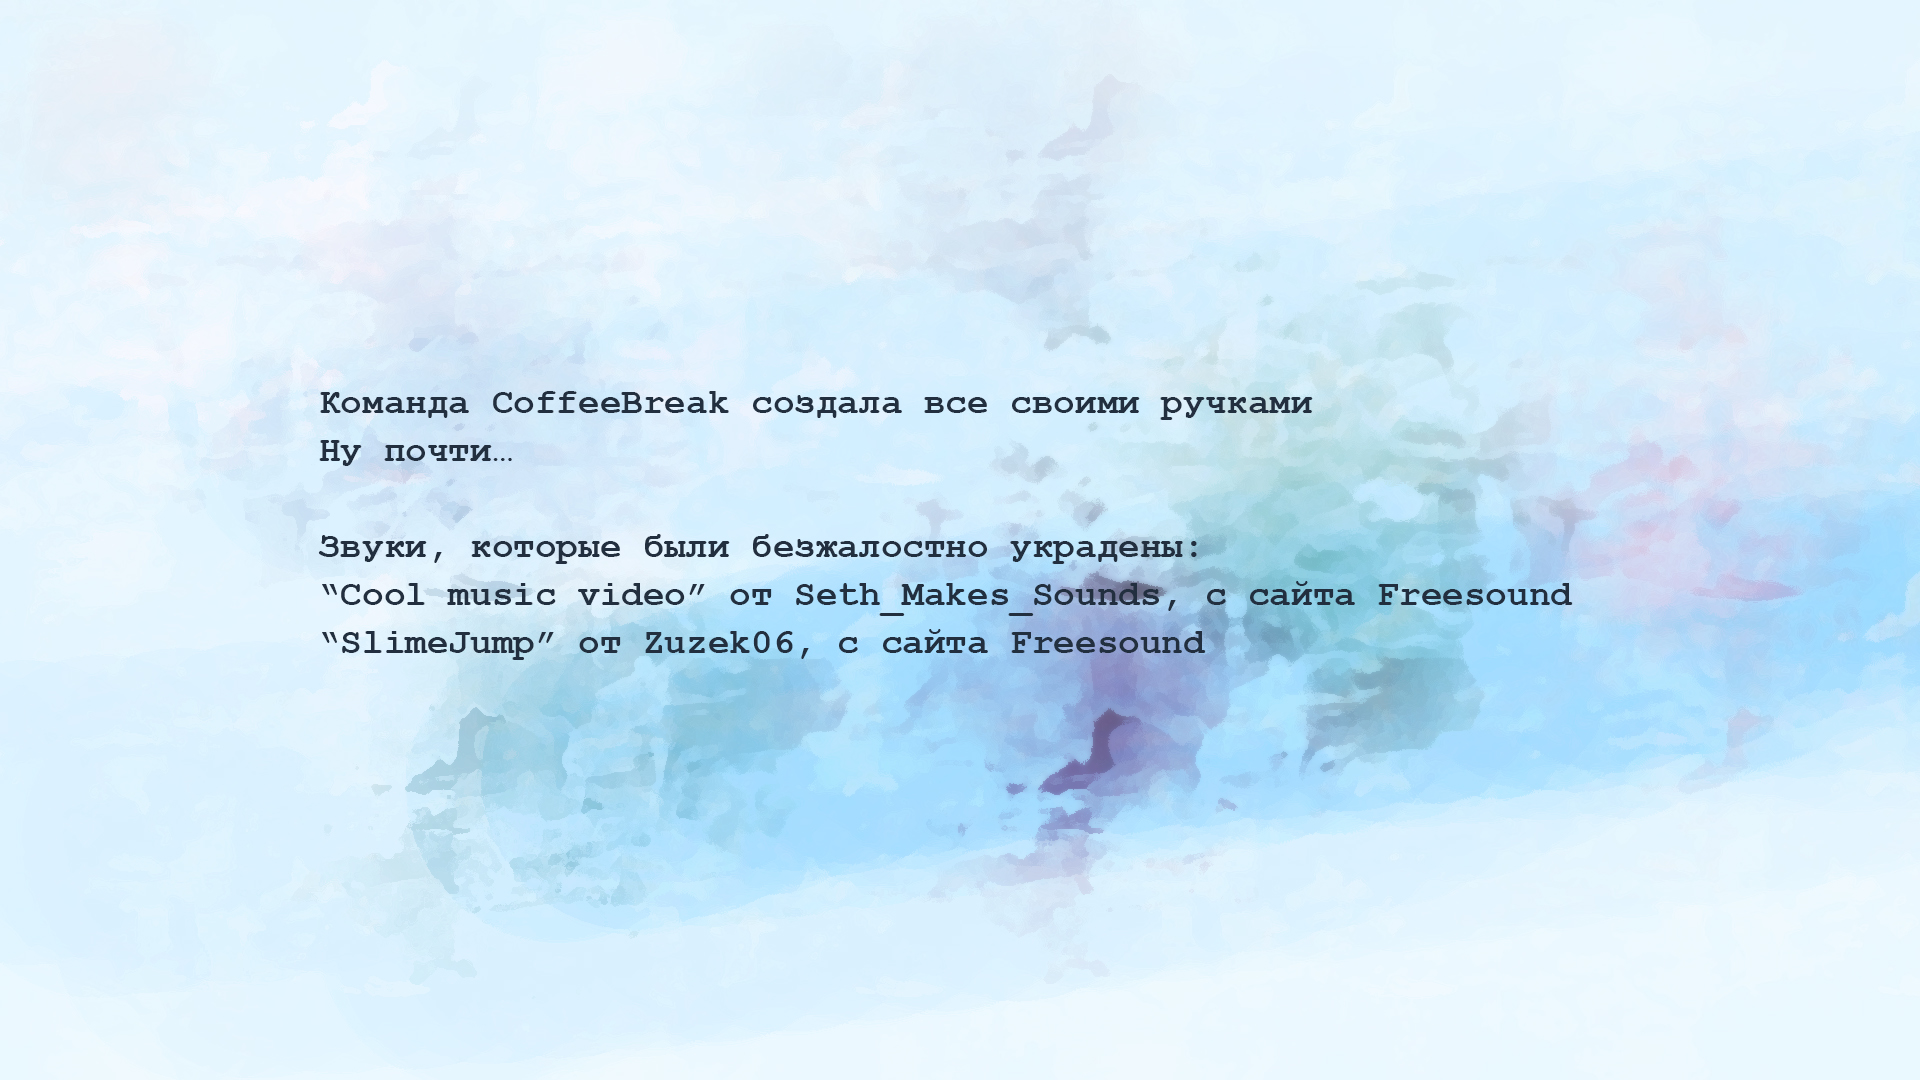 Команда CoffeeBreak создала все своими ручками
Ну почти…
Звуки, которые были безжалостно украдены:
“Cool music video” от Seth_Makes_Sounds, с сайта Freesound
“SlimeJump” от Zuzek06, с сайта Freesound